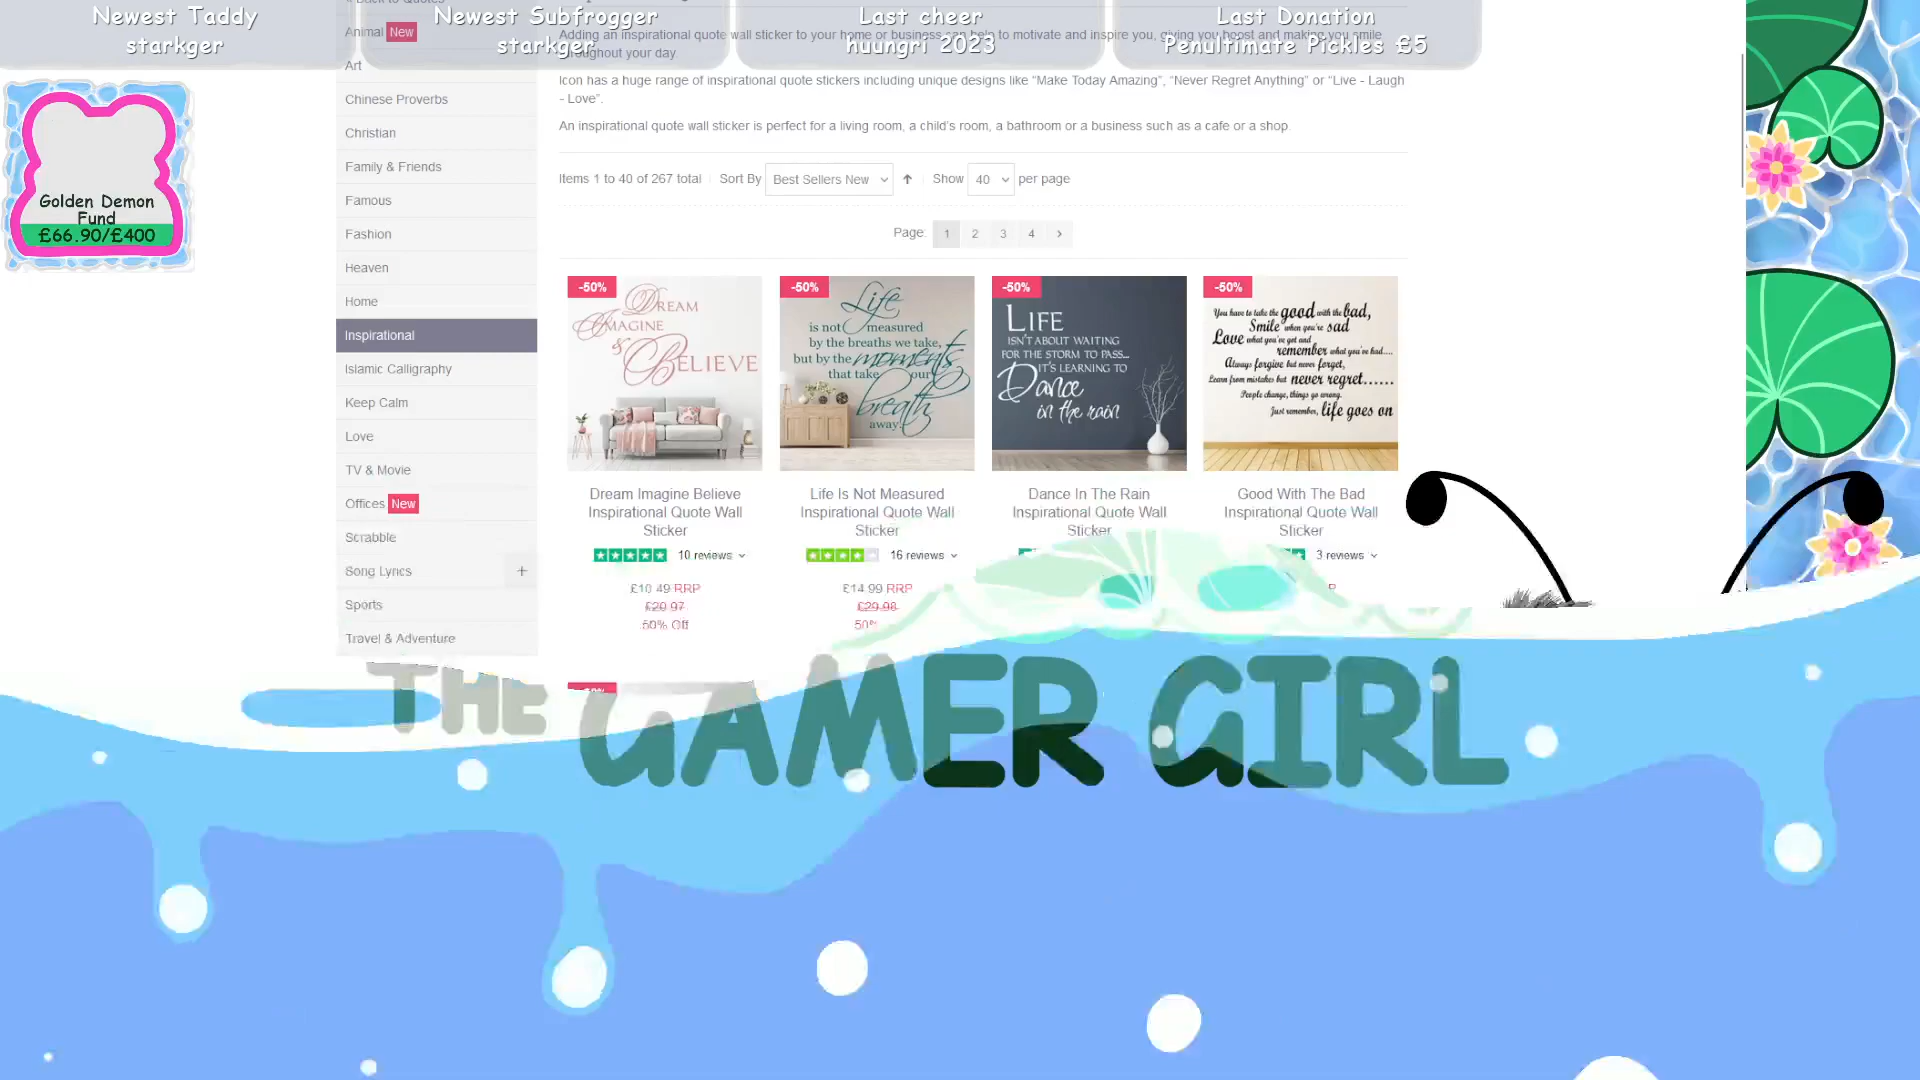 Newest Taddy
starkger
Newest Subfrogger
starkger
Last cheer
huungri 2023
Last Donation
Penultimate Pickles £5
Golden Demon
Fund
£66.90/£400
« Back to Quotes
Animal New
Art
Chinese Proverbs
Christian
Family & Friends
Famous
Fashion
Heaven
Home
Inspirational
Islamic Calligraphy
Keep Calm
Love
TV & Movie
Offices New
Scrabble
Song Lyrics +
Sports
Travel & Adventure
Adding an inspirational quote wall sticker to your home or business can help to motivate and inspire you, giving you boost and making you smile
throughout your day.
Icon has a huge range of inspirational quote stickers including unique designs like “Make Today Amazing”, “Never Regret Anything” or “Live - Laugh
- Love”.
An inspirational quote wall sticker is perfect for a living room, a child’s room, a bathroom or a business such as a cafe or a shop.
Items 1 to 40 of 267 total Sort By Best Sellers New Show 40 per page
Page: 1 2 3 4
-50%
Dream
Imagine
& Believe
Dream Imagine Believe
Inspirational Quote Wall
Sticker
10 reviews
£10.49 RRP
£20.97
50% Off
-50%
Life
is not measured
by the breaths we take,
but by the moments
that take our
breath
away.
Life Is Not Measured
Inspirational Quote Wall
Sticker
16 reviews
£14.99 RRP
£29.98
50%
-50%
Life
isn't about waiting
for the storm to pass...
it's learning to
Dance
in the rain
Dance In The Rain
Inspirational Quote Wall
Sticker
-50%
You have to take the good with the bad,
Smile when you're sad
Love what you've got and
remember what you've had....
Always forgive but never forget,
Learn from mistakes but never regret......
People change, things go wrong.
Just remember, life goes on
Good With The Bad
Inspirational Quote Wall
Sticker
3 reviews
THE GAMER GIRL